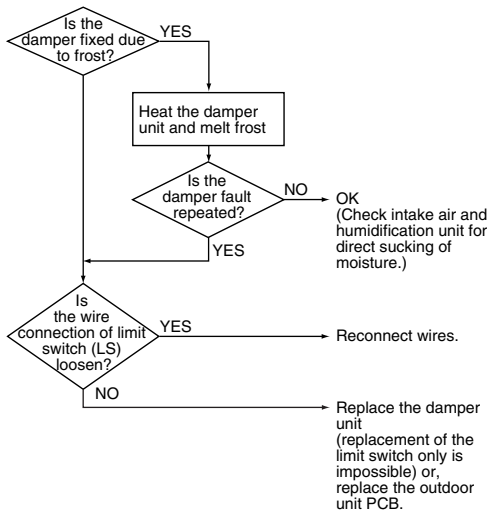 Is the
damper fixed due
to frost?
YES
Heat the damper
unit and melt frost
Is the
damper fault
repeated?
NO
OK
(Check intake air and
humidification unit for
direct sucking of
moisture.)
YES
Is
the wire
connection of limit
switch (LS)
loosen?
YES
Reconnect wires.
NO
Replace the damper
unit
(replacement of the
limit switch only is
impossible) or,
replace the outdoor
unit PCB.